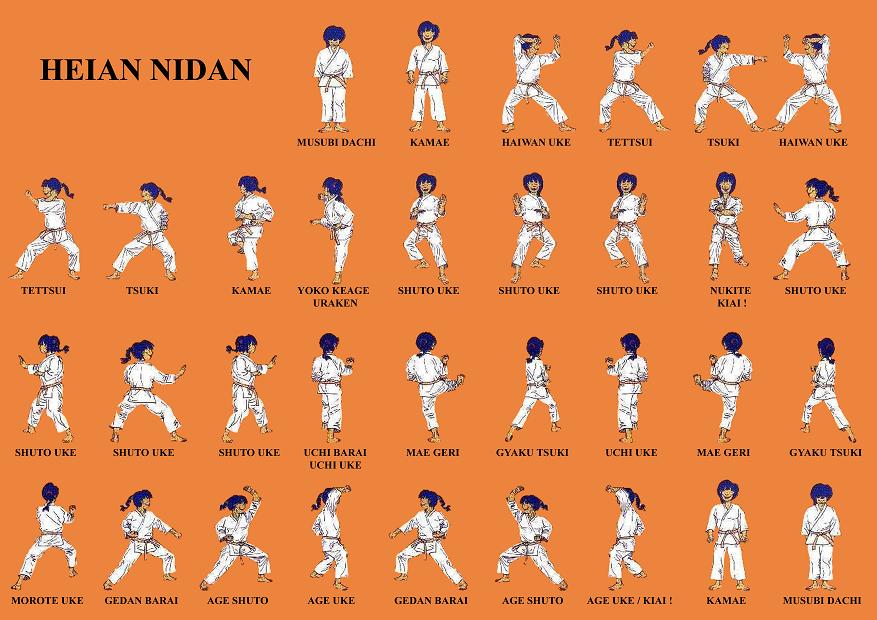 HEIAN NIDAN
MUSUBI DACHI
KAMAE
HAIWAN UKE
TETTSUI
TSUKI
HAIWAN UKE
TETTSUI
TSUKI
KAMAE
YOKO KEAGE
URAKEN
SHUTO UKE
SHUTO UKE
SHUTO UKE
NUKITE
KIAI !
SHUTO UKE
SHUTO UKE
SHUTO UKE
SHUTO UKE
UCHI BARAI
UCHI UKE
MAE GERI
GYAKU TSUKI
UCHI UKE
MAE GERI
GYAKU TSUKI
MOROTE UKE
GEDAN BARAI
AGE SHUTO
AGE UKE
GEDAN BARAI
AGE SHUTO
AGE UKE / KIAI !
KAMAE
MUSUBI DACHI